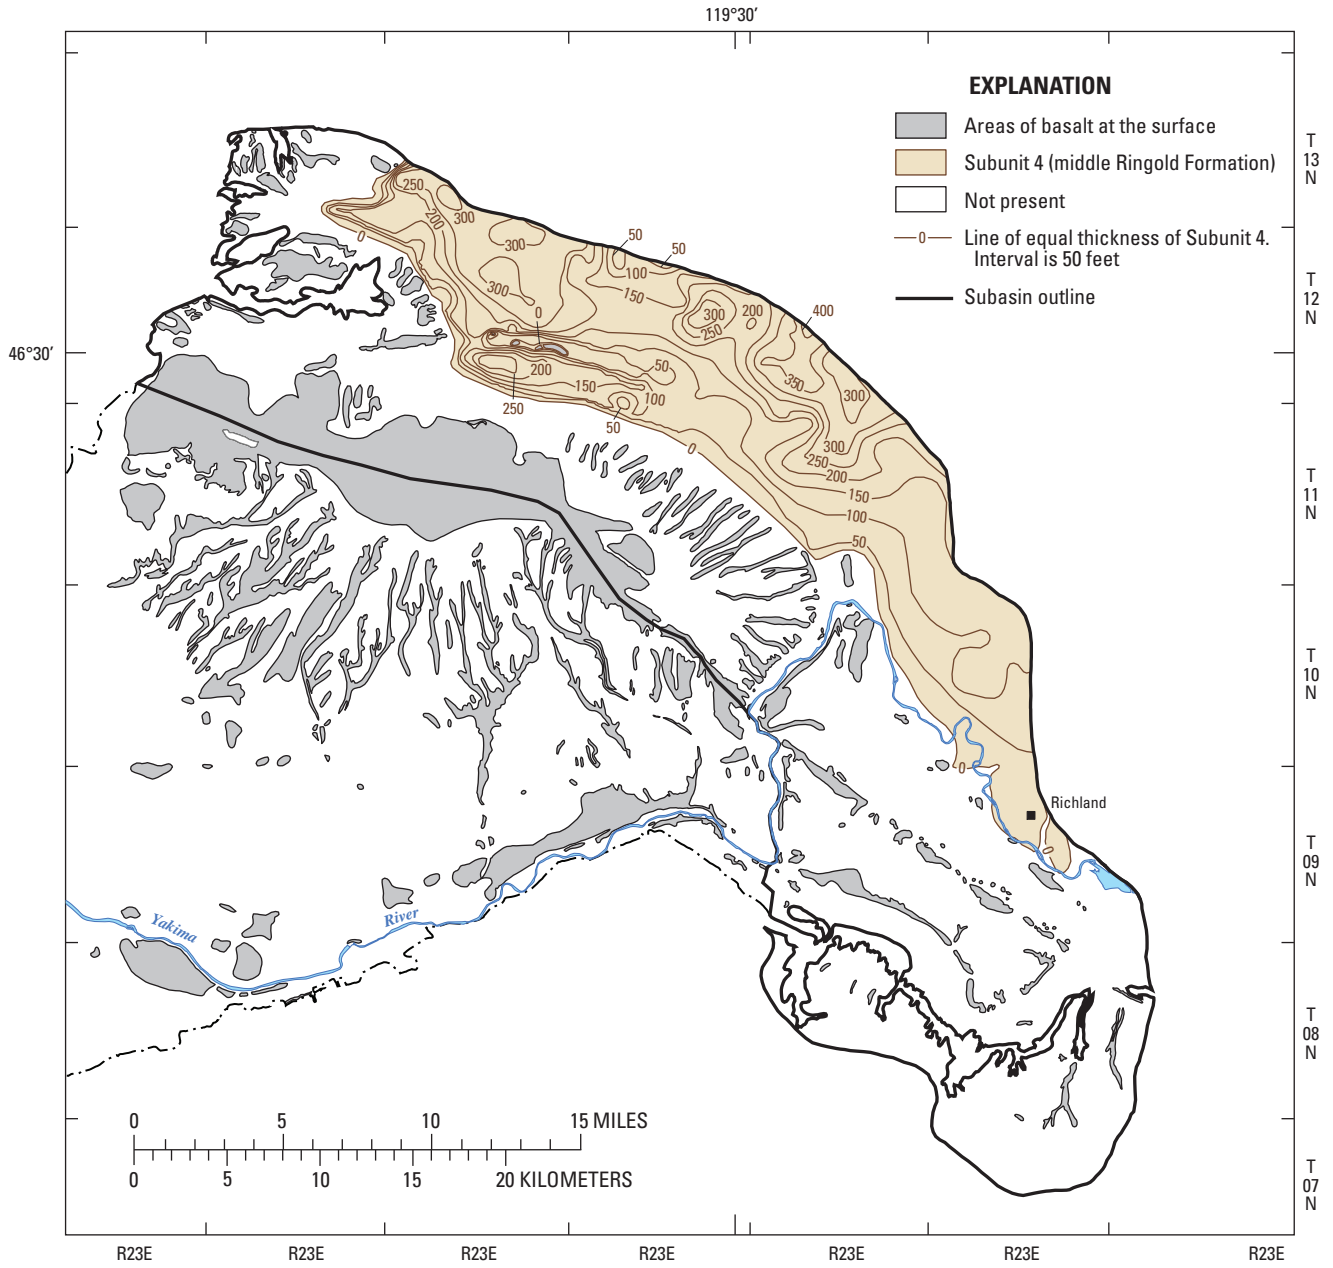 119°30′
EXPLANATION
Areas of basalt at the surface
Subunit 4 (middle Ringold Formation)
Not present
0
Line of equal thickness of Subunit 4.
Interval is 50 feet
Subasin outline
T
13
N
T
12
N
T
11
N
T
10
N
T
09
N
T
08
N
T
07
N
46°30′
250
200
300
0
300
50
50
100
150
300
0
300
250
200
400
350
300
50
200
150
100
250
50
0
300
250
200
150
100
50
0
Richland
0
Yakima
River
0 5 10 15 MILES
0 5 10 15 20 KILOMETERS
R23E R23E R23E R23E R23E R23E R23E